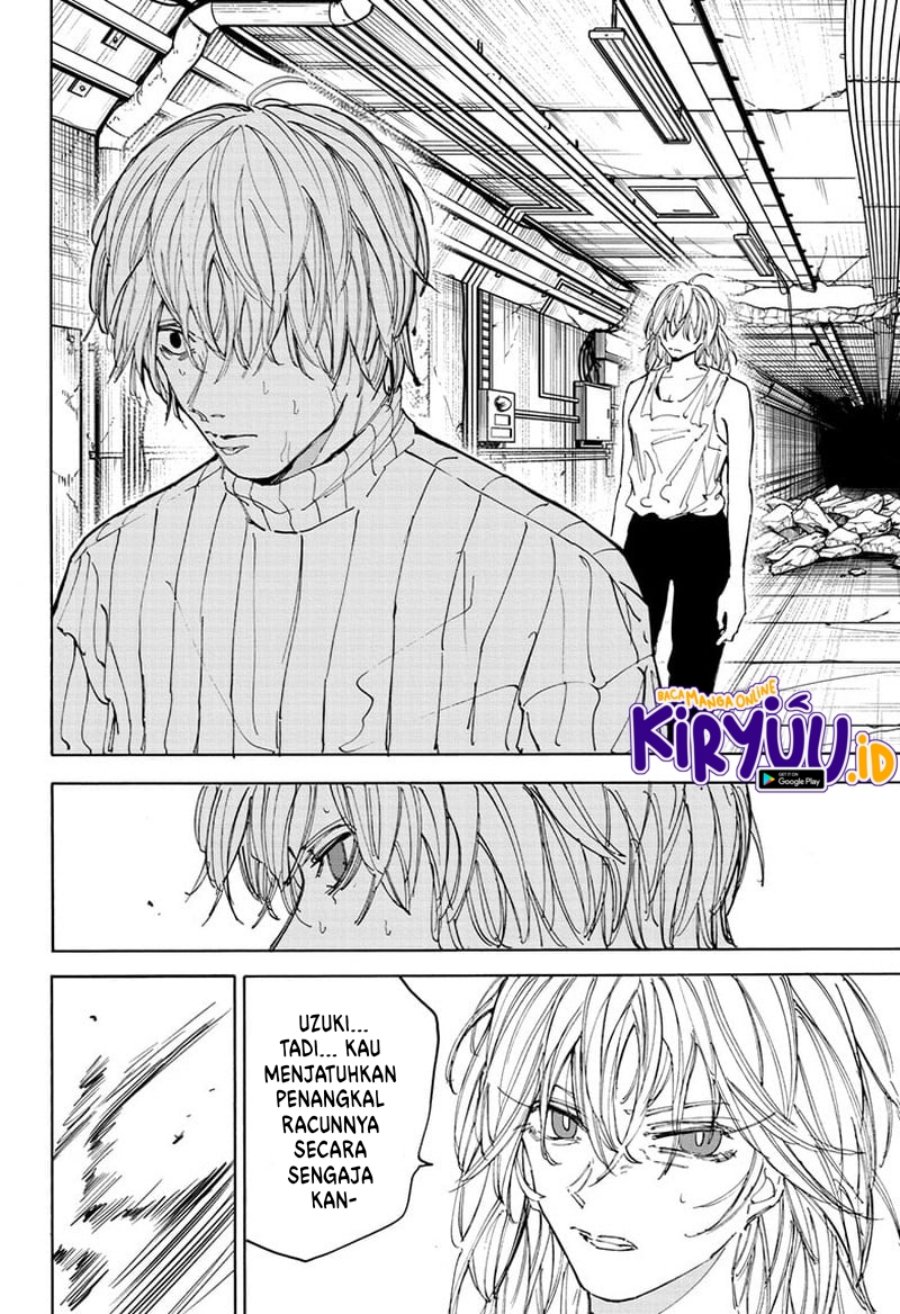 BACA MANGA ONLINE
KIRYUU.ID
GET IT ON
Google Play
UZUKI...
TADI... KAU
MENJATUHKAN
PENANGKAL
RACUNNYA
SECARA
SENGAJA
KAN-